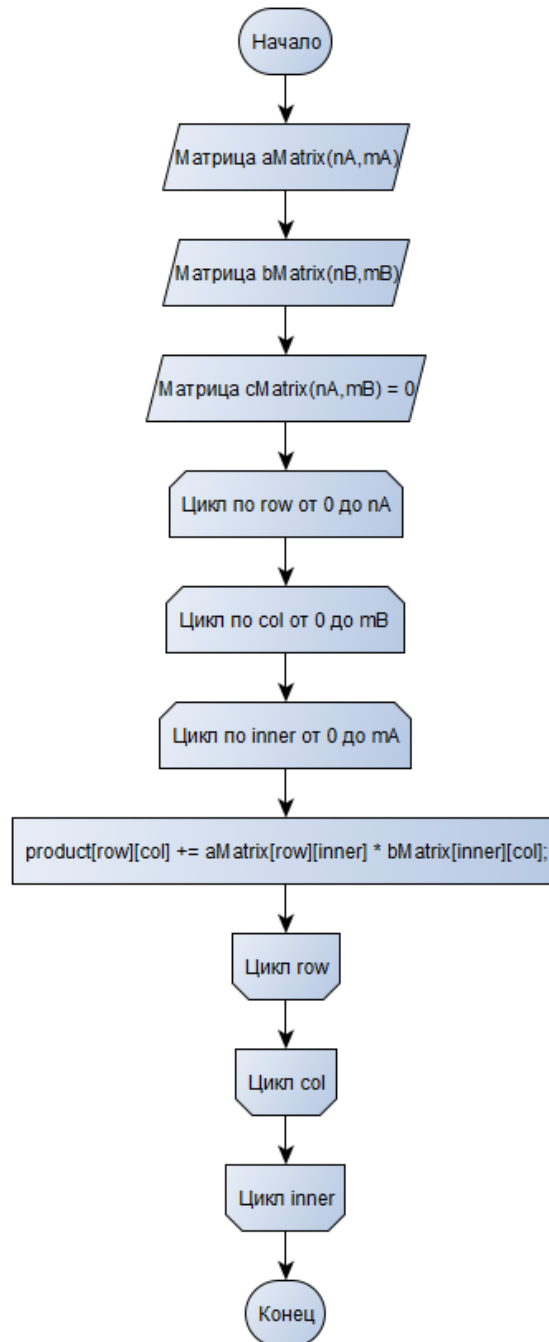 Начало
Матрица aMatrix(nA,mA)
Матрица bMatrix(nB,mB)
Матрица cMatrix(nA,mB) = 0
Цикл по row от 0 до nA
Цикл по col от 0 до mB
Цикл по inner от 0 до mA
product[row][col] += aMatrix[row][inner] * bMatrix[inner][col];
Цикл row
Цикл col
Цикл inner
Конец